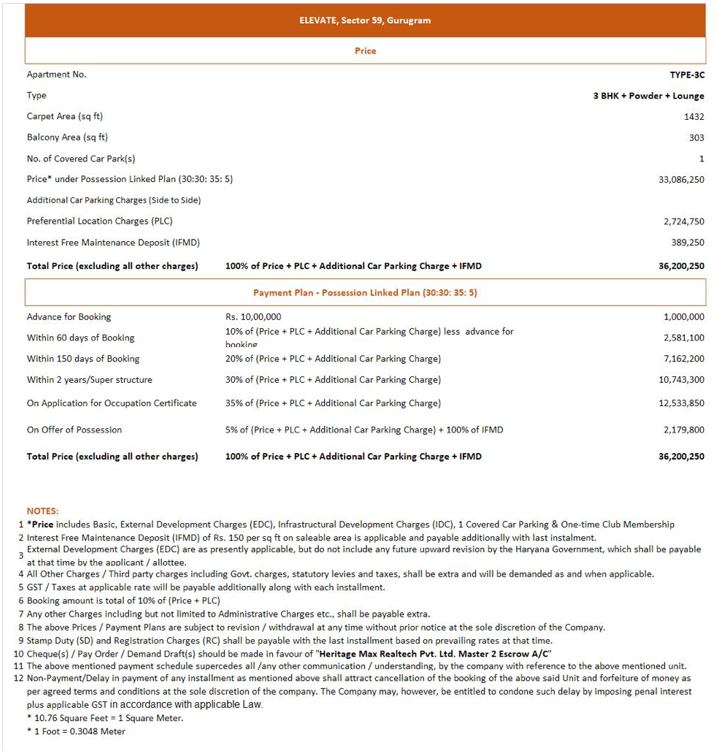 ELEVATE, Sector 59, Gurugram
Price
Apartment No. TYPE-3C
Type 3 BHK + Powder + Lounge
Carpet Area (sq ft) 1432
Balcony Area (sq ft) 303
No. of Covered Car Park(s) 1
Price* under Possession Linked Plan (30:30: 35: 5) 33,086,250
Additional Car Parking Charges (Side to Side)
Preferential Location Charges (PLC) 2,724,750
Interest Free Maintenance Deposit (IFMD) 389,250
Total Price (excluding all other charges) 100% of Price + PLC + Additional Car Parking Charge + IFMD 36,200,250
Payment Plan - Possession Linked Plan (30:30: 35: 5)
Advance for Booking Rs. 10,00,000 1,000,000
Within 60 days of Booking 10% of (Price + PLC + Additional Car Parking Charge) less advance for booking 2,581,100
Within 150 days of Booking 20% of (Price + PLC + Additional Car Parking Charge) 7,162,200
Within 2 years/Super structure 30% of (Price + PLC + Additional Car Parking Charge) 10,743,300
On Application for Occupation Certificate 35% of (Price + PLC + Additional Car Parking Charge) 12,533,850
On Offer of Possession 5% of (Price + PLC + Additional Car Parking Charge) + 100% of IFMD 2,179,800
Total Price (excluding all other charges) 100% of Price + PLC + Additional Car Parking Charge + IFMD 36,200,250
NOTES:
1 *Price includes Basic, External Development Charges (EDC), Infrastructural Development Charges (IDC), 1 Covered Car Parking & One-time Club Membership
2 Interest Free Maintenance Deposit (IFMD) of Rs. 150 per sq ft on saleable area is applicable and payable additionally with last instalment.
3 External Development Charges (EDC) are as presently applicable, but do not include any future upward revision by the Haryana Government, which shall be payable
at that time by the applicant / allottee.
4 All Other Charges / Third party charges including Govt. charges, statutory levies and taxes, shall be extra and will be demanded as and when applicable.
5 GST / Taxes at applicable rate will be payable additionally along with each installment.
6 Booking amount is total of 10% of (Price + PLC)
7 Any other Charges including but not limited to Administrative Charges etc., shall be payable extra.
8 The above Prices / Payment Plans are subject to revision / withdrawal at any time without prior notice at the sole discretion of the Company.
9 Stamp Duty (SD) and Registration Charges (RC) shall be payable with the last installment based on prevailing rates at that time.
10 Cheque(s) / Pay Order / Demand Draft(s) should be made in favour of "Heritage Max Realtech Pvt. Ltd. Master 2 Escrow A/C"
11 The above mentioned payment schedule supercedes all /any other communication / understanding, by the company with reference to the above mentioned unit.
12 Non-Payment/Delay in payment of any installment as mentioned above shall attract cancellation of the booking of the above said Unit and forfeiture of money as
per agreed terms and conditions at the sole discretion of the company. The Company may, however, be entitled to condone such delay by imposing penal interest
plus applicable GST in accordance with applicable Law.
* 10.76 Square Feet = 1 Square Meter.
* 1 Foot = 0.3048 Meter